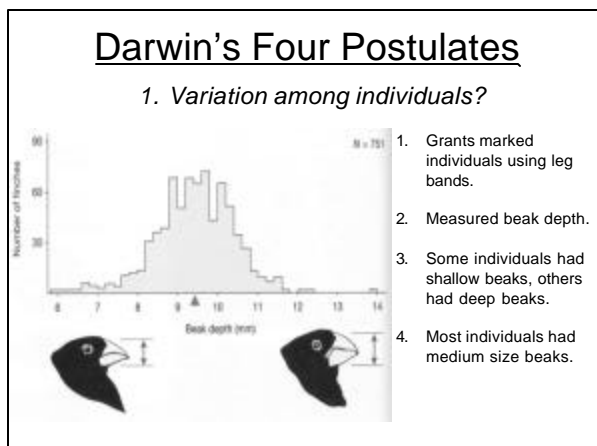 Darwin's Four Postulates
1. Variation among individuals?
90
60
30
Number of finches
N = 751
6 7 8 9 10 11 12 13 14
Beak depth (mm)
1. Grants marked
individuals using leg
bands.
2. Measured beak depth.
3. Some individuals had
shallow beaks, others
had deep beaks.
4. Most individuals had
medium size beaks.